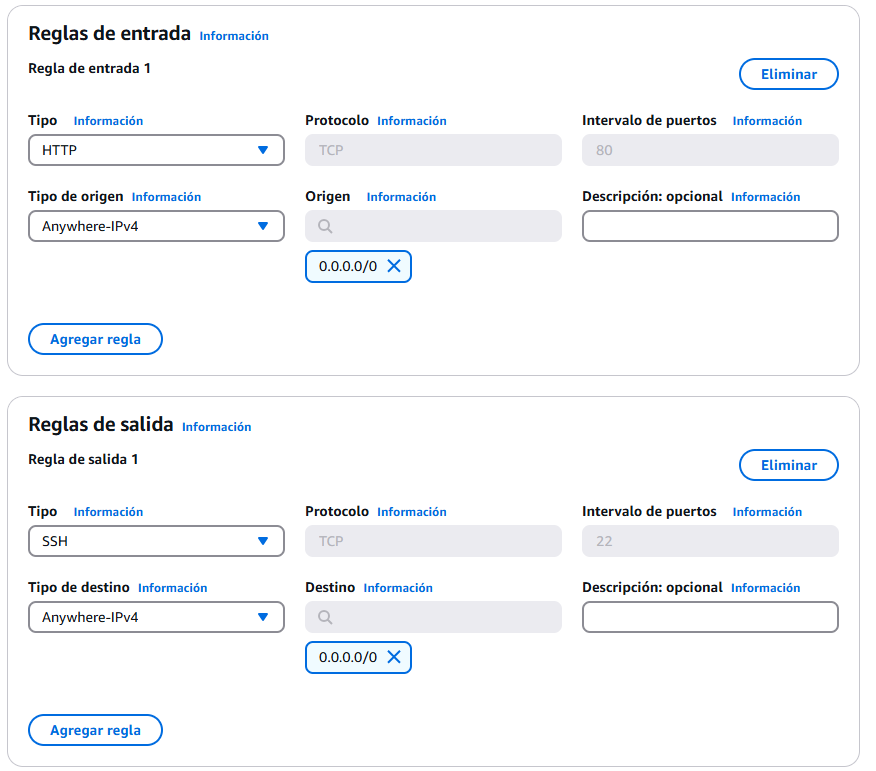 Reglas de entrada Información
Regla de entrada 1
Eliminar
Tipo Información
Protocolo Información
Intervalo de puertos Información
HTTP
TCP
80
Tipo de origen Información
Origen Información
Descripción: opcional Información
Anywhere-IPv4
0.0.0.0/0
Agregar regla
Reglas de salida Información
Regla de salida 1
Eliminar
Tipo Información
Protocolo Información
Intervalo de puertos Información
SSH
TCP
22
Tipo de destino Información
Destino Información
Descripción: opcional Información
Anywhere-IPv4
0.0.0.0/0
Agregar regla